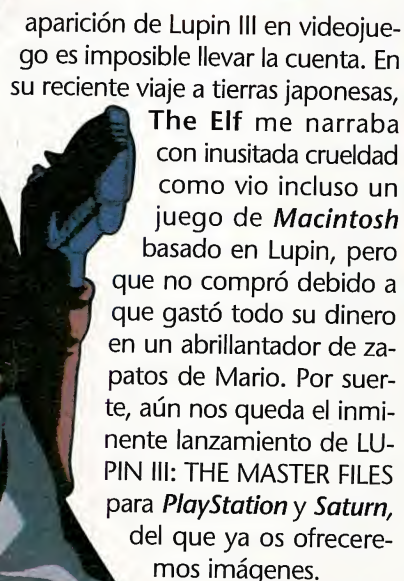 aparición de Lupin III en videojue-
go es imposible llevar la cuenta. En
su reciente viaje a tierras japonesas,
The Elf me narraba
con inusitada crueldad
como vio incluso un
juego de Macintosh
basado en Lupin, pero
que no compró debido a
que gastó todo su dinero
en un abrillantador de za-
patos de Mario. Por suer-
te, aún nos queda el inmi-
nente lanzamiento de LU-
PIN III: THE MASTER FILES
para PlayStation y Saturn,
del que ya os ofrecere-
mos imágenes.